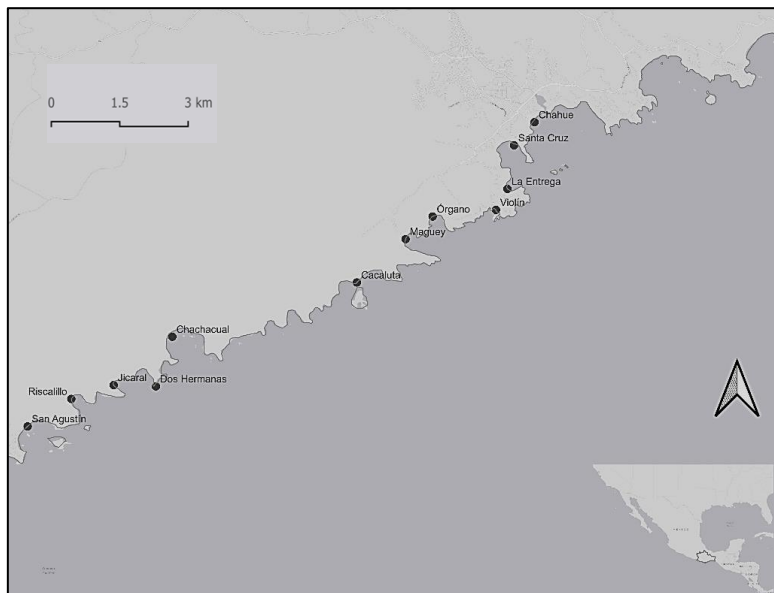 0 1.5 3 km
Chahue
Santa Cruz
La Entrega
Violín
Órgano
Maguey
Cacaluta
Chachacual
Jicaral
Dos Hermanas
Riscalillo
San Agustín